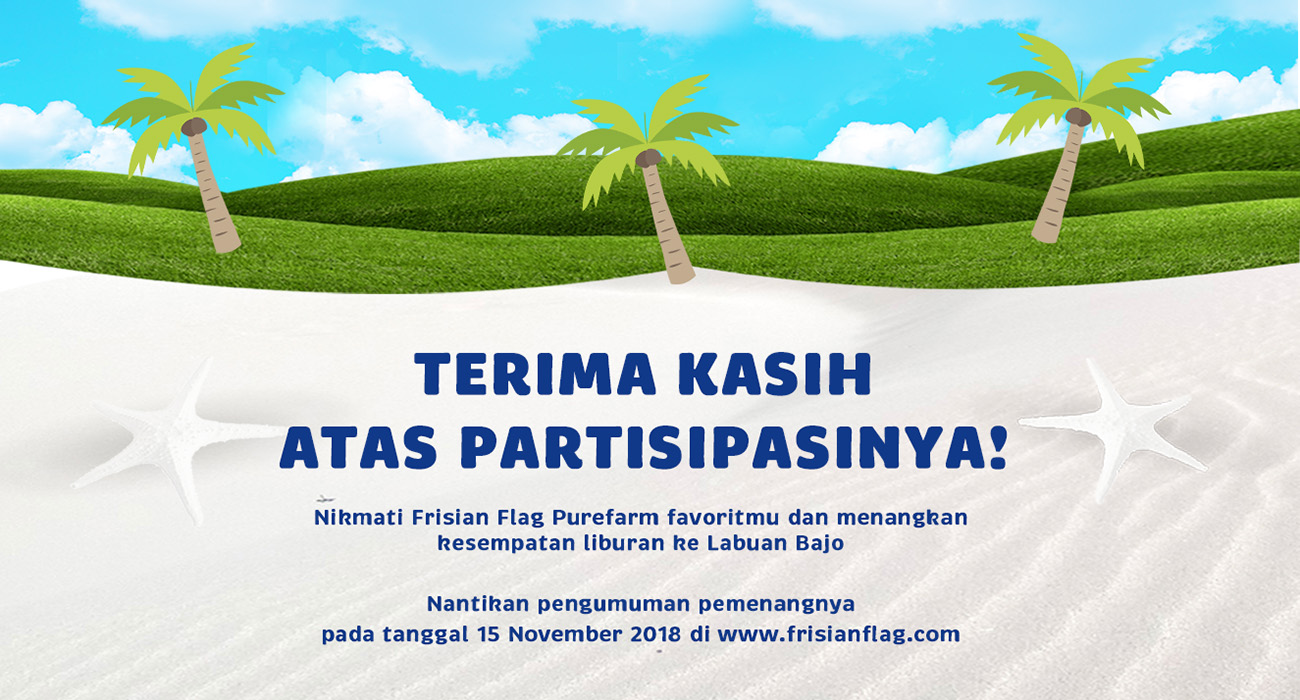 TERIMA KASIH
ATAS PARTISIPASINYA!
Nikmati Frisian Flag Purefarm favoritmu dan menangkan
kesempatan liburan ke Labuan Bajo
Nantikan pengumuman pemenangnya
pada tanggal 15 November 2018 di www.frisianflag.com